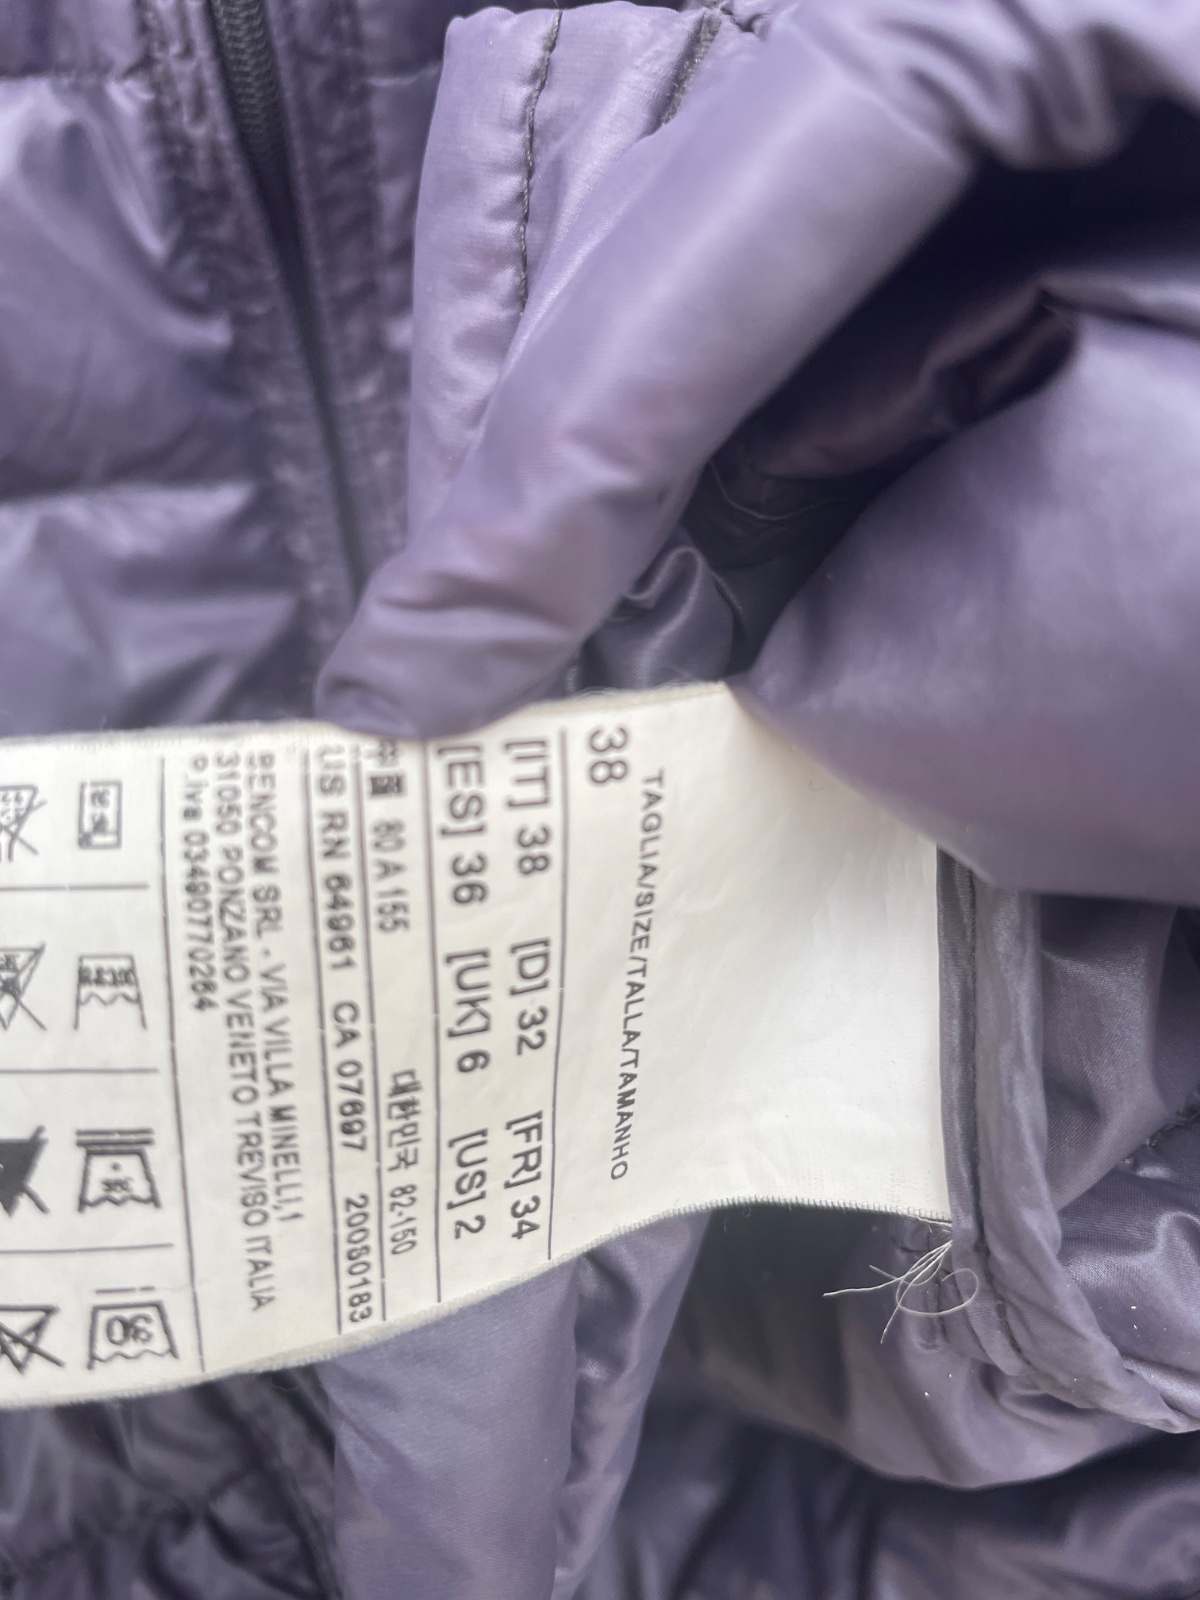 TAGLIA/SIZE/TALLA/TAMANHO
38
[IT] 38 [D] 32 [FR] 34
[ES] 36 [UK] 6 [US] 2
中国 80 A 155 대한민국 82-150
US RN 64961 CA 07697 20080183
BENCOM SRL - VIA VILLA MINELLI,1
31050 PONZANO VENETO TREVISO ITALIA
P.Iva 03490770264